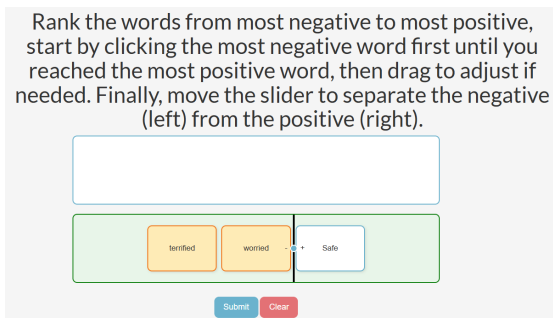 Rank the words from most negative to most positive,
start by clicking the most negative word first until you
reached the most positive word, then drag to adjust if
needed. Finally, move the slider to separate the negative
(left) from the positive (right).
terrified worried - + Safe
Submit Clear